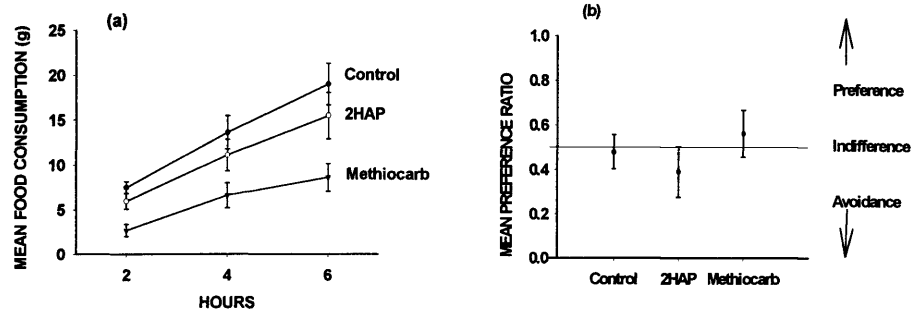 (a)
MEAN FOOD CONSUMPTION (g)
25
20
15
10
5
0
Control
2HAP
Methiocarb
2
4
6
HOURS
(b)
MEAN PREFERENCE RATIO
1.0
0.8
0.6
0.4
0.2
0.0
Control
2HAP
Methiocarb
Preference
Indifference
Avoidance